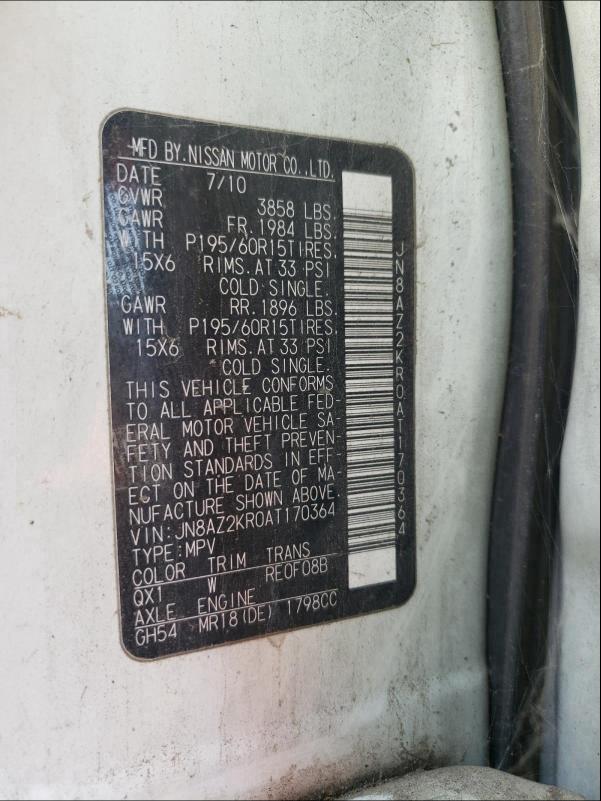 MFD BY. NISSAN MOTOR CO., LTD.
DATE 7/10
GVWR 3858 LBS.
GAWR FR. 1984 LBS.
WITH P195/60R15TIRES.
15X6 RIMS. AT 33 PSI
COLD SINGLE.
GAWR RR. 1896 LBS.
WITH P195/60R15TIRES.
15X6 RIMS. AT 33 PSI
COLD SINGLE.
THIS VEHICLE CONFORMS
TO ALL APPLICABLE FED-
ERAL MOTOR VEHICLE SA-
FETY AND THEFT PREVEN-
TION STANDARDS IN EFF-
ECT ON THE DATE OF MA-
NUFACTURE SHOWN ABOVE.
VIN: JN8AZ2KR0AT170364
TYPE: MPV
COLOR TRIM TRANS
QX1 W RE0F08B
AXLE ENGINE
GH54 MR18 (DE) 1798CC
JN8AZ2KR0AT170364